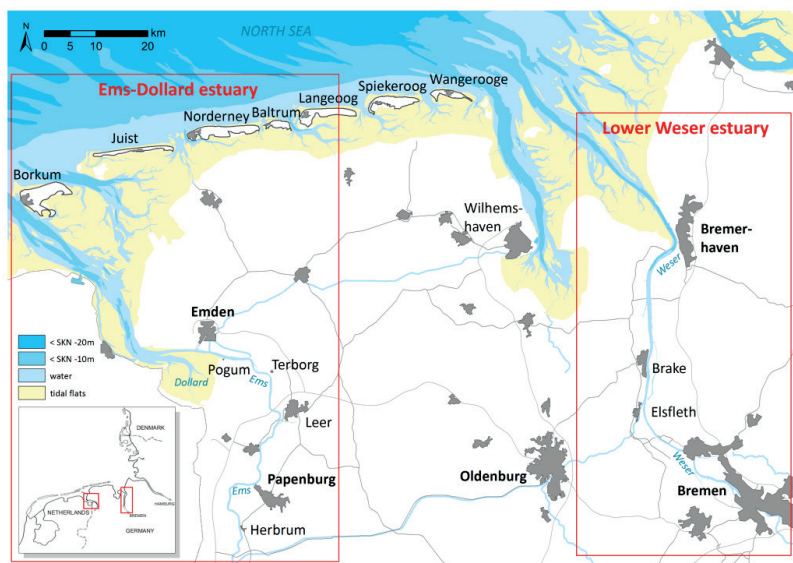 N
0
10
20
km
NORTH SEA
Ems-Dollard estuary
Lower Weser estuary
Wangerooge
Spiekeroog
Langeoog
Baltrum
Norderney
Juist
Borkum
Wilhems-
haven
Bremer-
haven
Weser
Emden
< SKN -20m
< SKN -10m
water
tidal flats
Pogum
Terborg
Dollard
Ems
Brake
Leer
Elsfleth
Oldenburg
Weser
Papenburg
Ems
Bremen
Herbrum
DENMARK
HAMBURG
NETHERLANDS
BREMEN
GERMANY